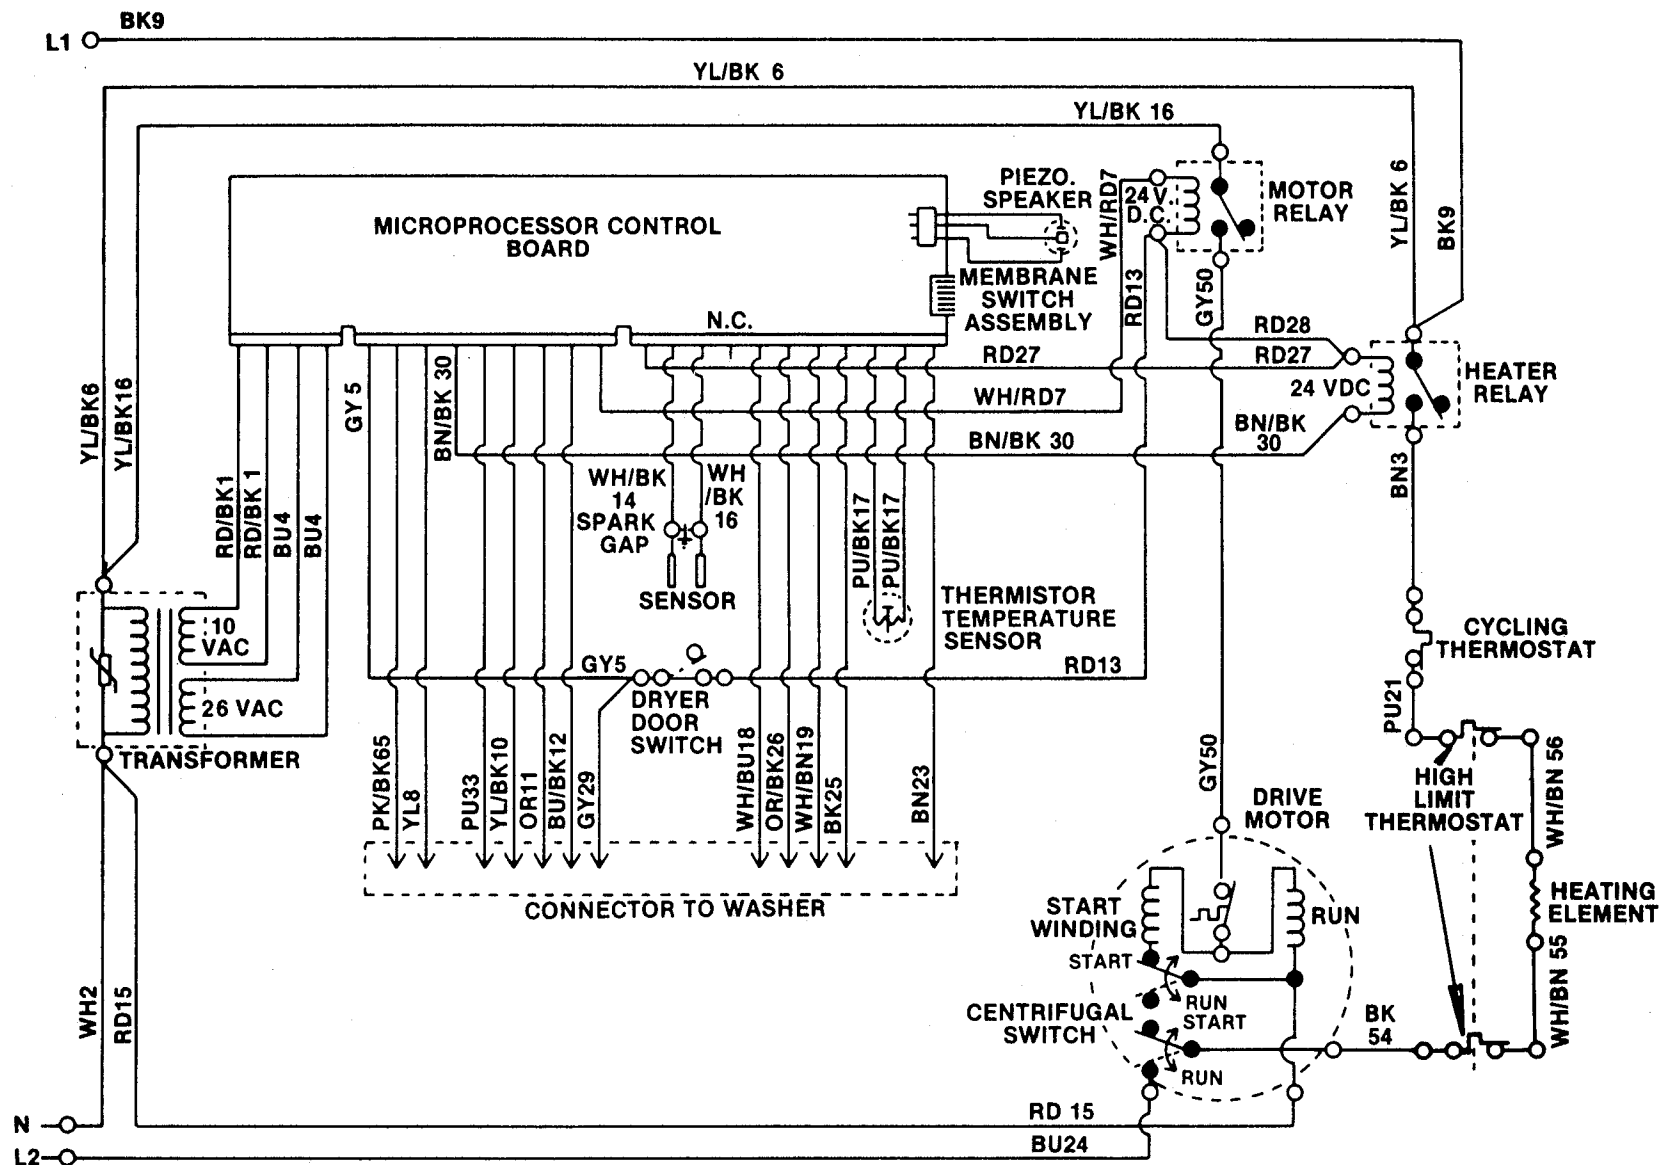 BK9
L1
YL/BK 6
YL/BK 16
PIEZO.
SPEAKER
MICROPROCESSOR CONTROL
BOARD
WH/RD7
24 V.
D.C.
MOTOR
RELAY
YL/BK 6
BK9
MEMBRANE
SWITCH
ASSEMBLY
RD13
GY50
N.C.
RD28
RD27
RD27
HEATER
RELAY
24 VDC
YL/BK6
YL/BK16
GY 5
BN/BK 30
WH/RD7
BN/BK 30
BN/BK
30
BN3
RD/BK1
RD/BK 1
BU4
BU4
WH/BK
14
SPARK
GAP
WH
/BK
16
SENSOR
PU/BK17
PU/BK17
THERMISTOR
TEMPERATURE
SENSOR
CYCLING
THERMOSTAT
10
VAC
26 VAC
TRANSFORMER
GY5
DRYER
DOOR
SWITCH
RD13
PU21
PK/BK65
YL8
PU33
YL/BK10
OR11
BU/BK12
GY29
WH/BU18
OR/BK26
WH/BN19
BK25
BN23
GY50
DRIVE
MOTOR
HIGH
LIMIT
THERMOSTAT
WH/BN 56
CONNECTOR TO WASHER
START
WINDING
RUN
HEATING
ELEMENT
START
RUN
START
CENTRIFUGAL
SWITCH
RUN
BK
54
WH/BN 55
WH2
RD15
N
RD 15
L2
BU24